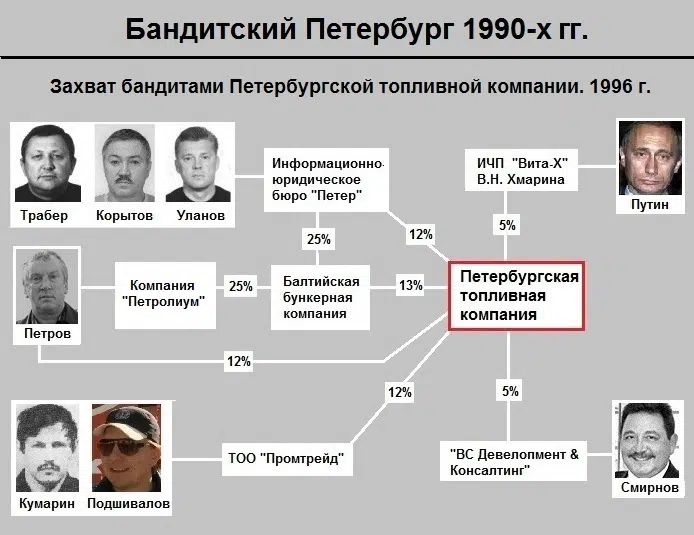 Бандитский Петербург 1990-х гг.
Захват бандитами Петербургской топливной компании. 1996 г.
Трабер
Корытов
Уланов
Информационно-
юридическое
бюро "Петер"
ИЧП "Вита-Х"
В.Н. Хмарина
Путин
25%
12%
5%
Петров
Компания
"Петролиум"
25%
Балтийская
бункерная
компания
13%
Петербургская
топливная
компания
12%
12%
5%
Кумарин
Подшивалов
ТОО "Промтрейд"
"ВС Девелопмент &
Консалтинг"
Смирнов